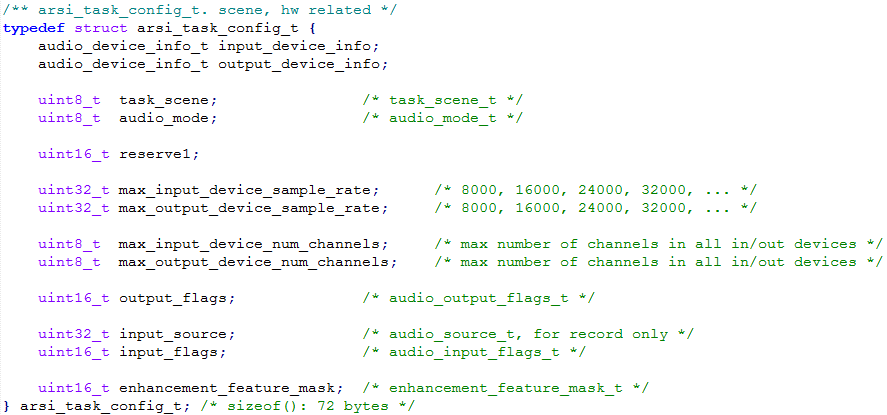 /** arsi_task_config_t. scene, hw related */
typedef struct arsi_task_config_t {
    audio_device_info_t input_device_info;
    audio_device_info_t output_device_info;

    uint8_t  task_scene;                /* task_scene_t */
    uint8_t  audio_mode;                /* audio_mode_t */

    uint16_t reserve1;

    uint32_t max_input_device_sample_rate;      /* 8000, 16000, 24000, 32000, ... */
    uint32_t max_output_device_sample_rate;     /* 8000, 16000, 24000, 32000, ... */

    uint8_t  max_input_device_num_channels;     /* max number of channels in all in/out devices */
    uint8_t  max_output_device_num_channels;    /* max number of channels in all in/out devices */

    uint16_t output_flags;              /* audio_output_flags_t */

    uint32_t input_source;              /* audio_source_t, for record only */
    uint16_t input_flags;               /* audio_input_flags_t */

    uint16_t enhancement_feature_mask;  /* enhancement_feature_mask_t */
} arsi_task_config_t; /* sizeof(): 72 bytes */